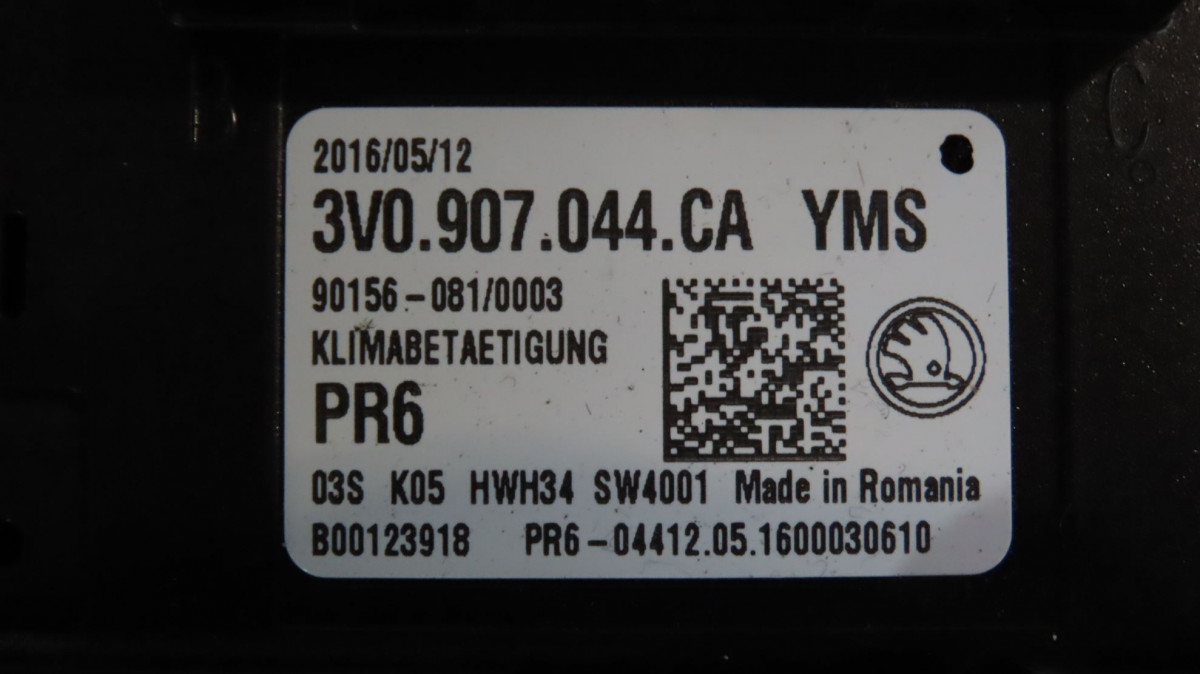 2016/05/12
3V0.907.044.CA YMS
90156-081/0003
KLIMABETAETIGUNG
PR6
03S K05 HWH34 SW4001 Made in Romania
B00123918 PR6-04412.05.1600030610